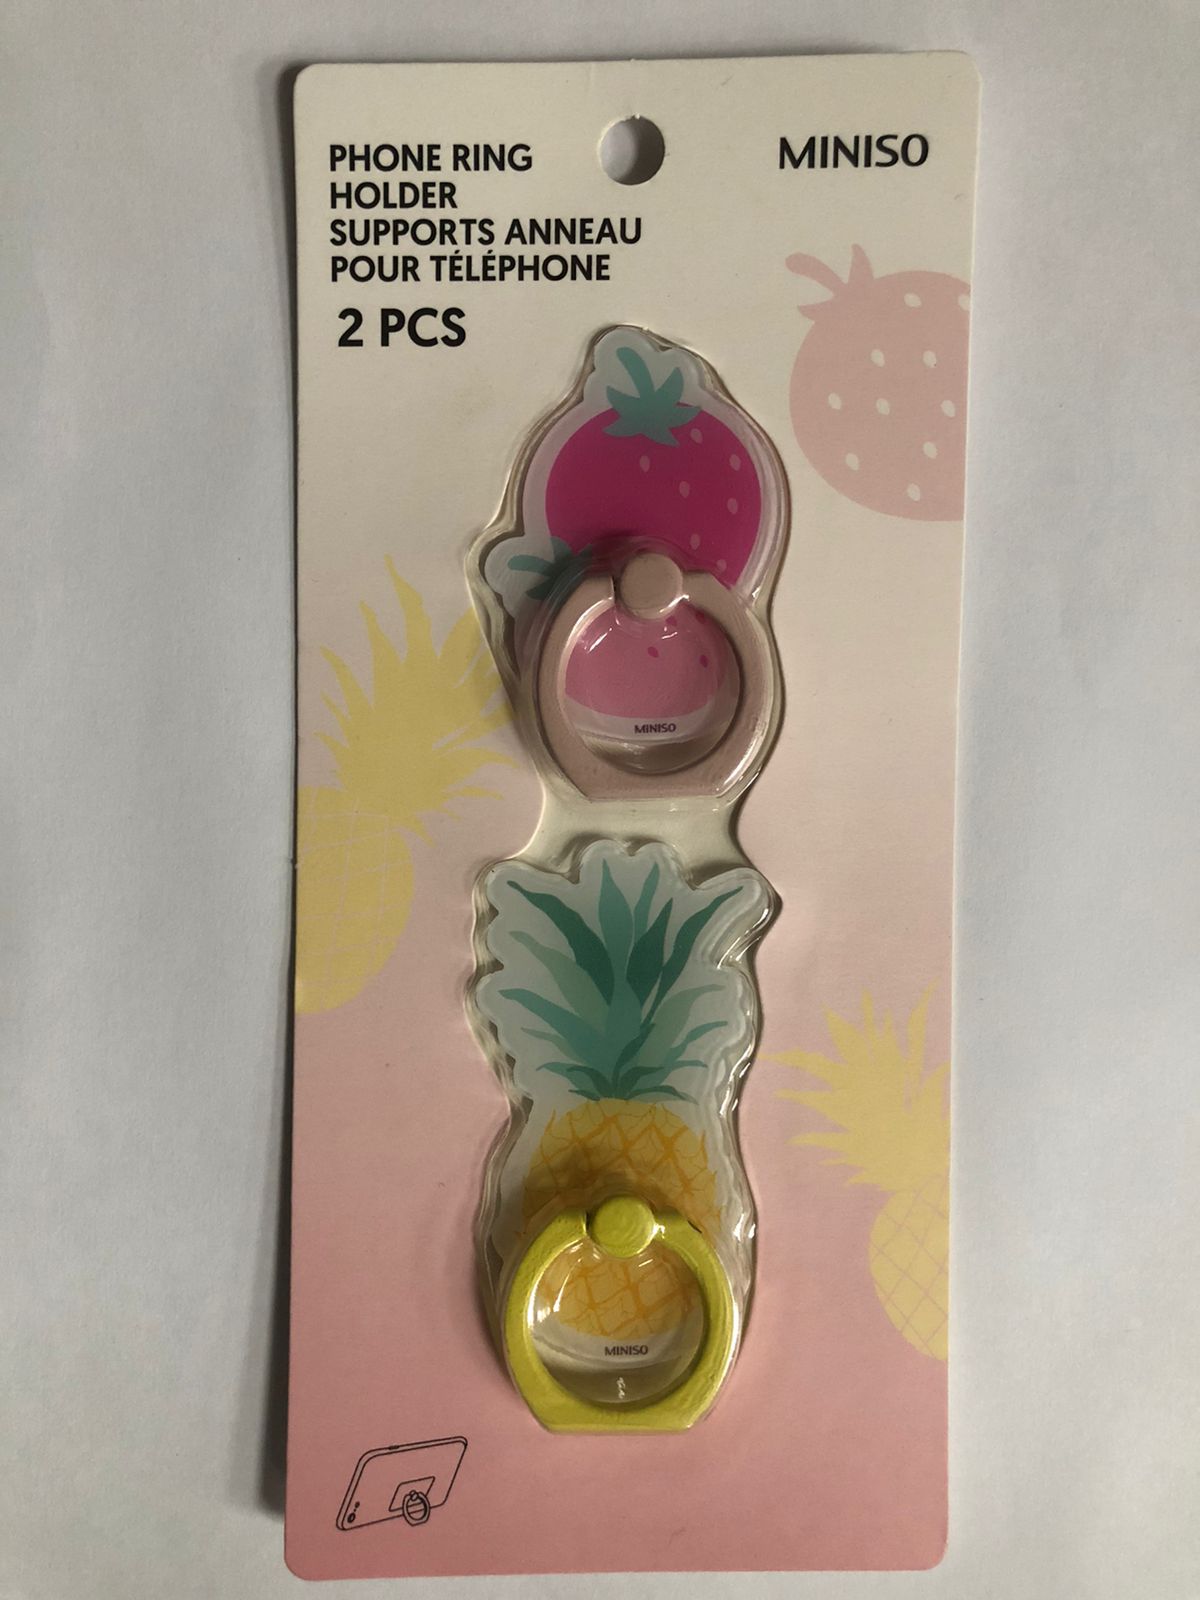 PHONE RING
HOLDER
SUPPORTS ANNEAU
POUR TÉLÉPHONE
2 PCS
MINISO
MINISO
MINISO